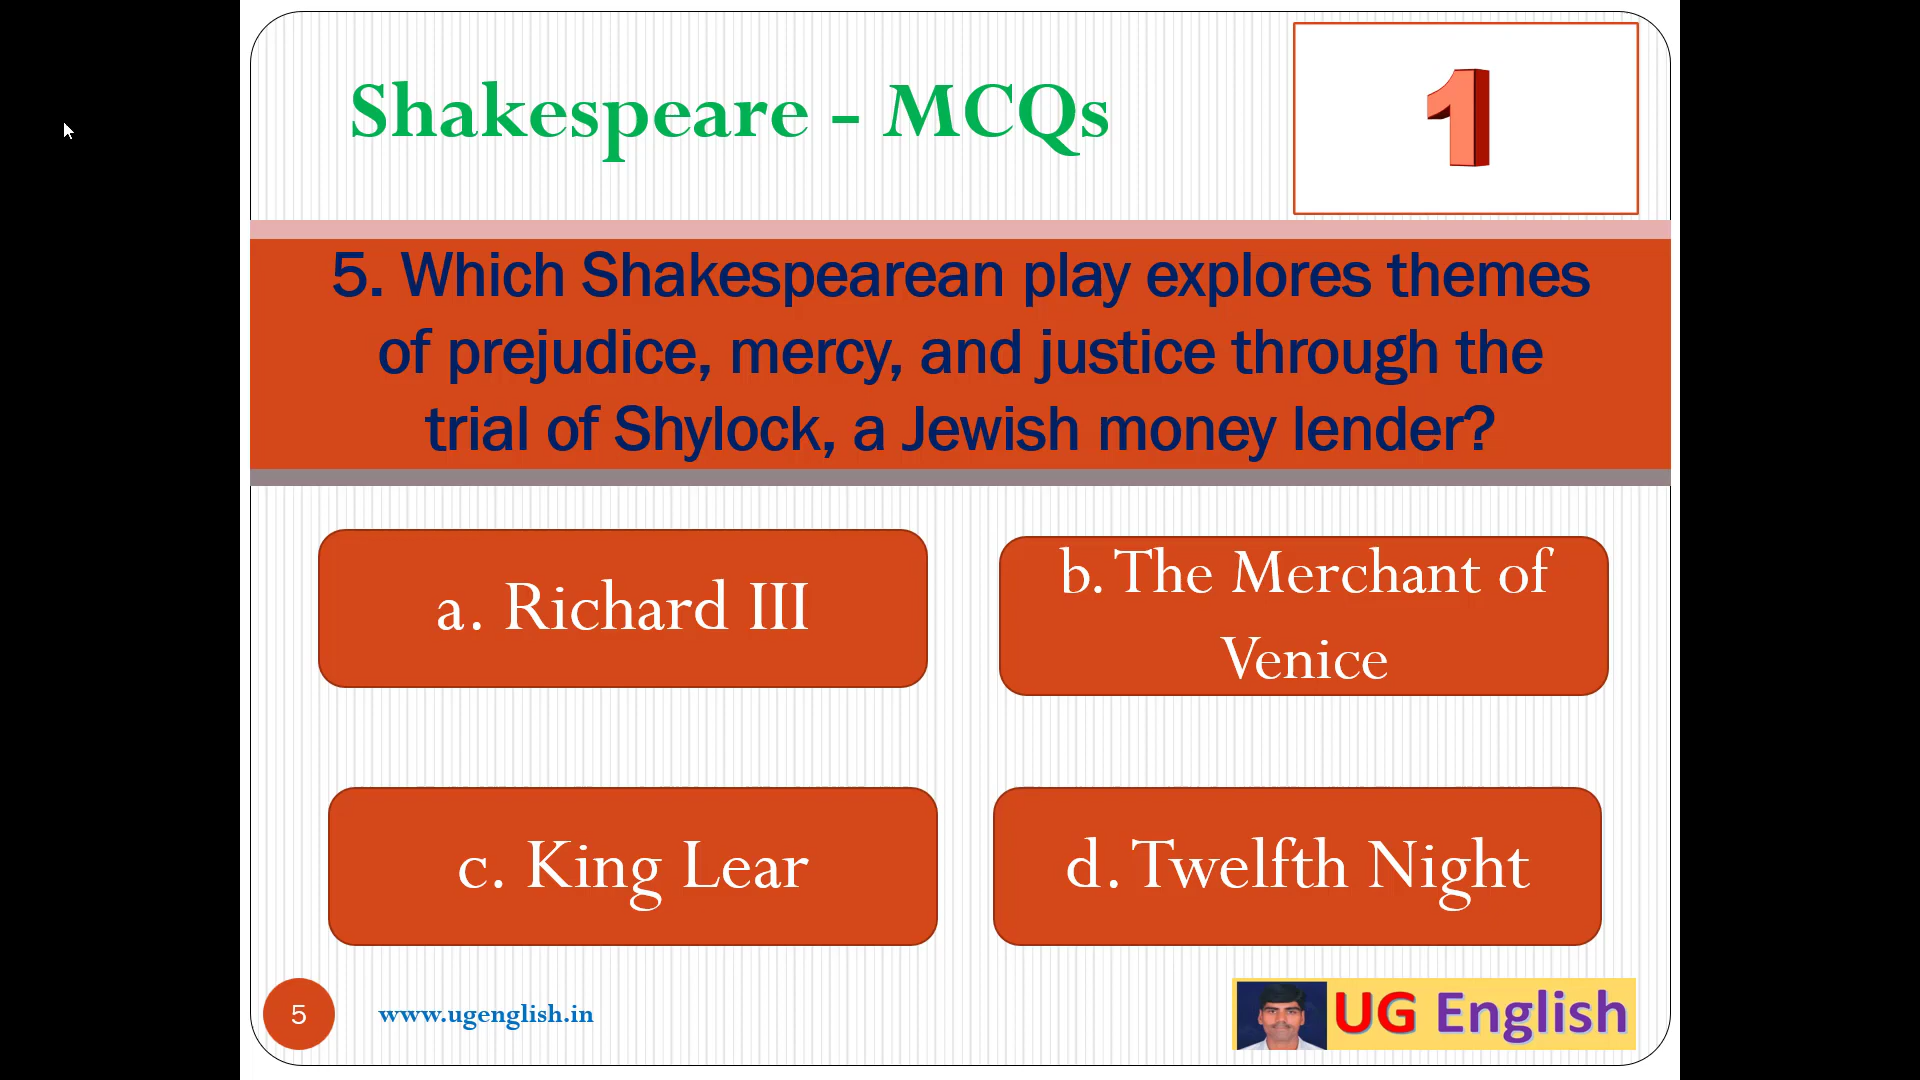 Shakespeare - MCQs
1
5. Which Shakespearean play explores themes
of prejudice, mercy, and justice through the
trial of Shylock, a Jewish money lender?
a. Richard III
b. The Merchant of
Venice
c. King Lear
d. Twelfth Night
5
www.ugenglish.in
UG English